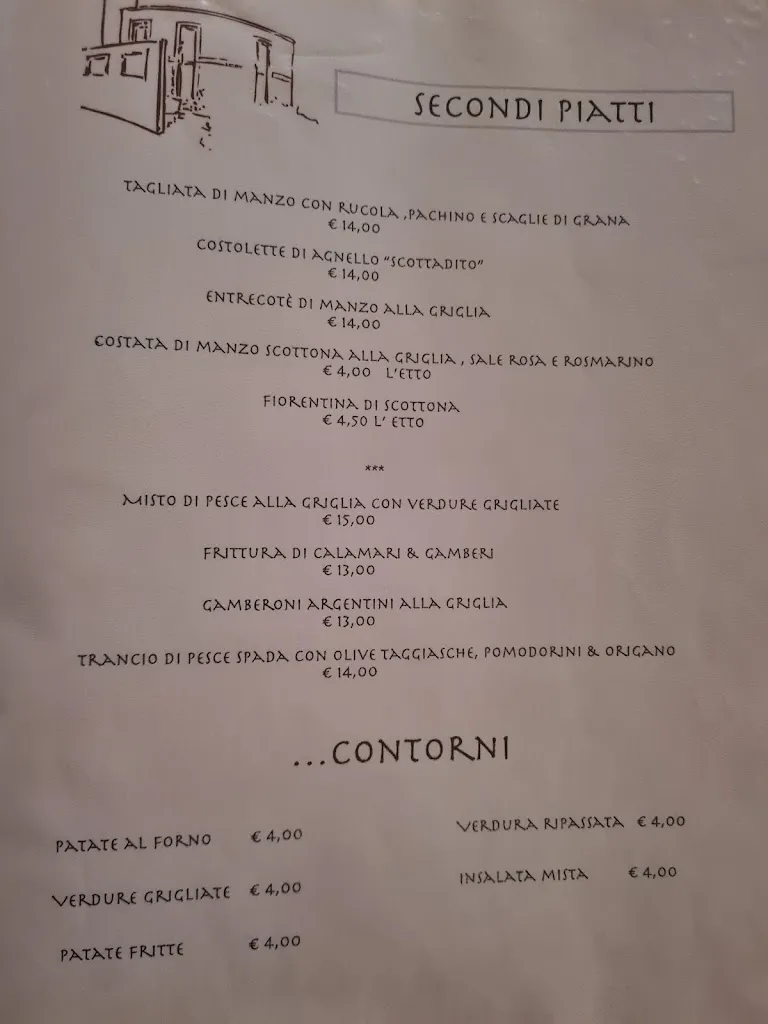 SECONDI PIATTI
TAGLIATA DI MANZO CON RUCOLA ,PACHINO E SCAGLIE DI GRANA
€ 14,00
COSTOLETTE DI AGNELLO “SCOTTADITO”
€ 14,00
ENTRECOTÈ DI MANZO ALLA GRIGLIA
€ 14,00
COSTATA DI MANZO SCOTTONA ALLA GRIGLIA , SALE ROSA E ROSMARINO
€ 4,00 L’ETTO
FIORENTINA DI SCOTTONA
€ 4,50 L’ ETTO
***
MISTO DI PESCE ALLA GRIGLIA CON VERDURE GRIGLIATE
€ 15,00
FRITTURA DI CALAMARI & GAMBERI
€ 13,00
GAMBERONI ARGENTINI ALLA GRIGLIA
€ 13,00
TRANCIO DI PESCE SPADA CON OLIVE TAGGIASCHE, POMODORINI & ORIGANO
€ 14,00
...CONTORNI
PATATE AL FORNO € 4,00
VERDURE GRIGLIATE € 4,00
PATATE FRITTE € 4,00
VERDURA RIPASSATA € 4,00
INSALATA MISTA € 4,00